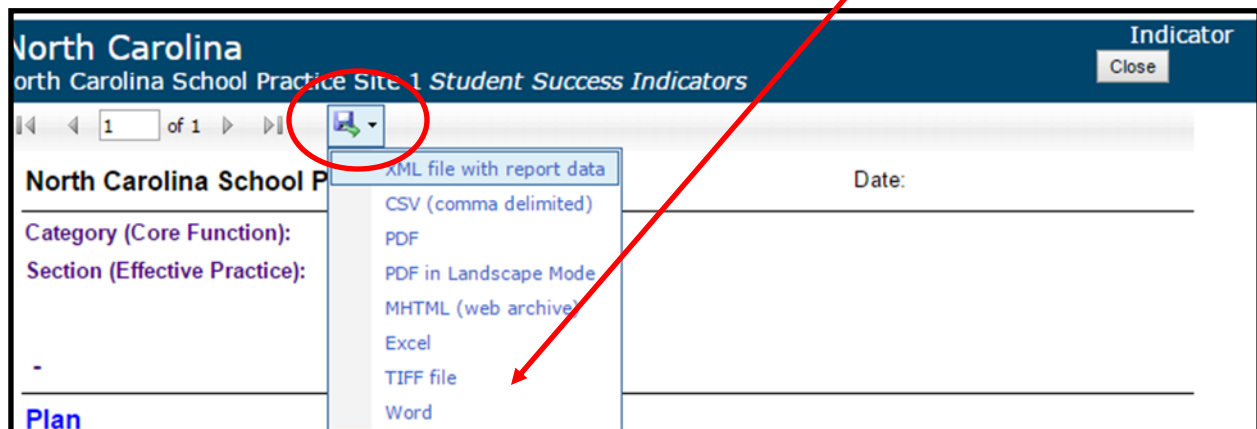 North Carolina
Indicator
orth Carolina School Practice Site 1 Student Success Indicators
Close
1 of 1
XML file with report data
North Carolina School P
Date:
CSV (comma delimited)
Category (Core Function):
PDF
Section (Effective Practice):
PDF in Landscape Mode
MHTML (web archive)
Excel
-
TIFF file
Plan
Word